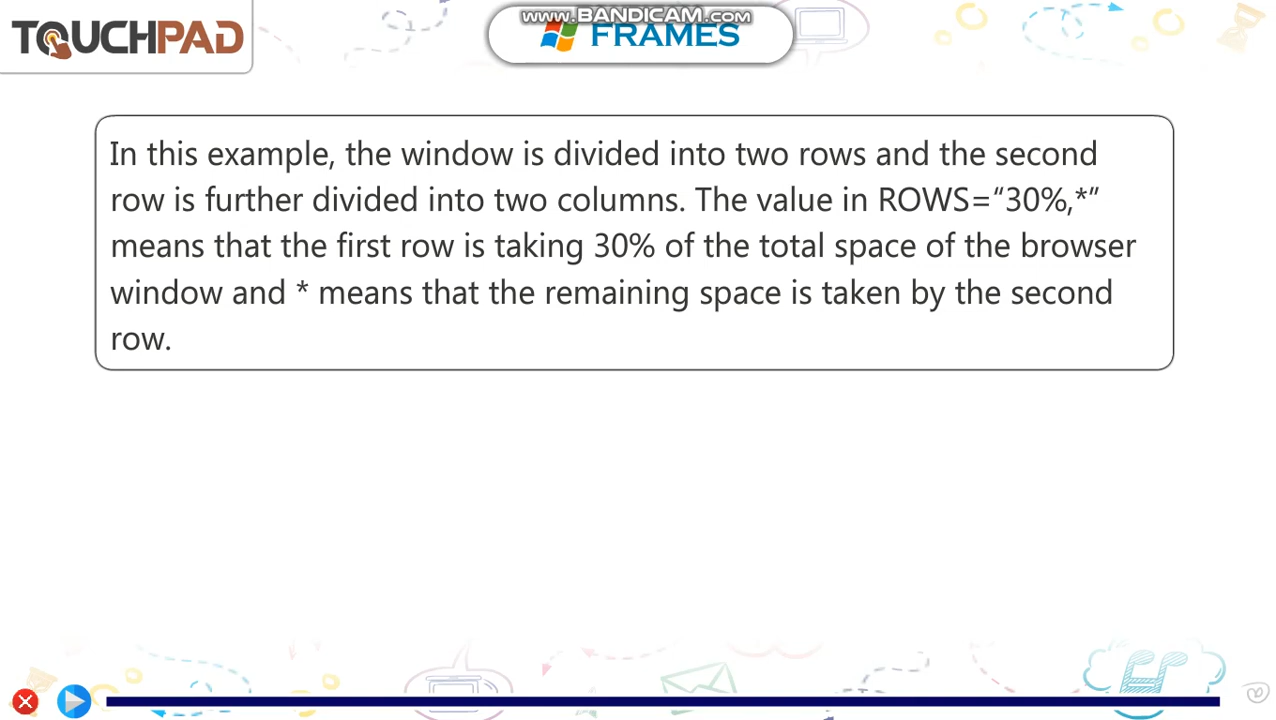 www.BANDICAM.com
TOUCHPAD
FRAMES
In this example, the window is divided into two rows and the second
row is further divided into two columns. The value in ROWS=“30%,*”
means that the first row is taking 30% of the total space of the browser
window and * means that the remaining space is taken by the second
row.